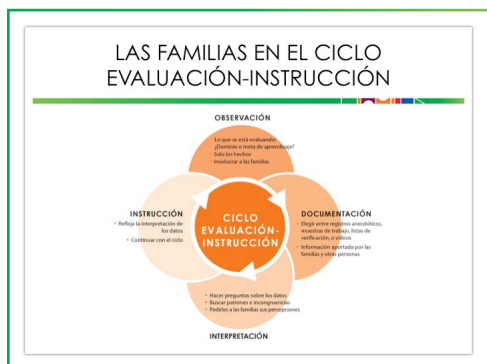 LAS FAMILIAS EN EL CICLO
EVALUACIÓN-INSTRUCCIÓN
OBSERVACIÓN
Lo que se está evaluando:
¿Dominio o meta de aprendizaje?
• Solo los hechos
• Involucrar a las familias
INSTRUCCIÓN
• Refleja la interpretación de
los datos
• Continuar con el ciclo
CICLO
EVALUACIÓN-
INSTRUCCIÓN
DOCUMENTACIÓN
• Elegir entre registros anecdóticos,
muestras de trabajo, listas de
verificación, o videos
• Información aportada por las
familias y otras personas
• Hacer preguntas sobre los datos
• Buscar patrones e incongruencias
• Pedirles a las familias sus percepciones
INTERPRETACIÓN